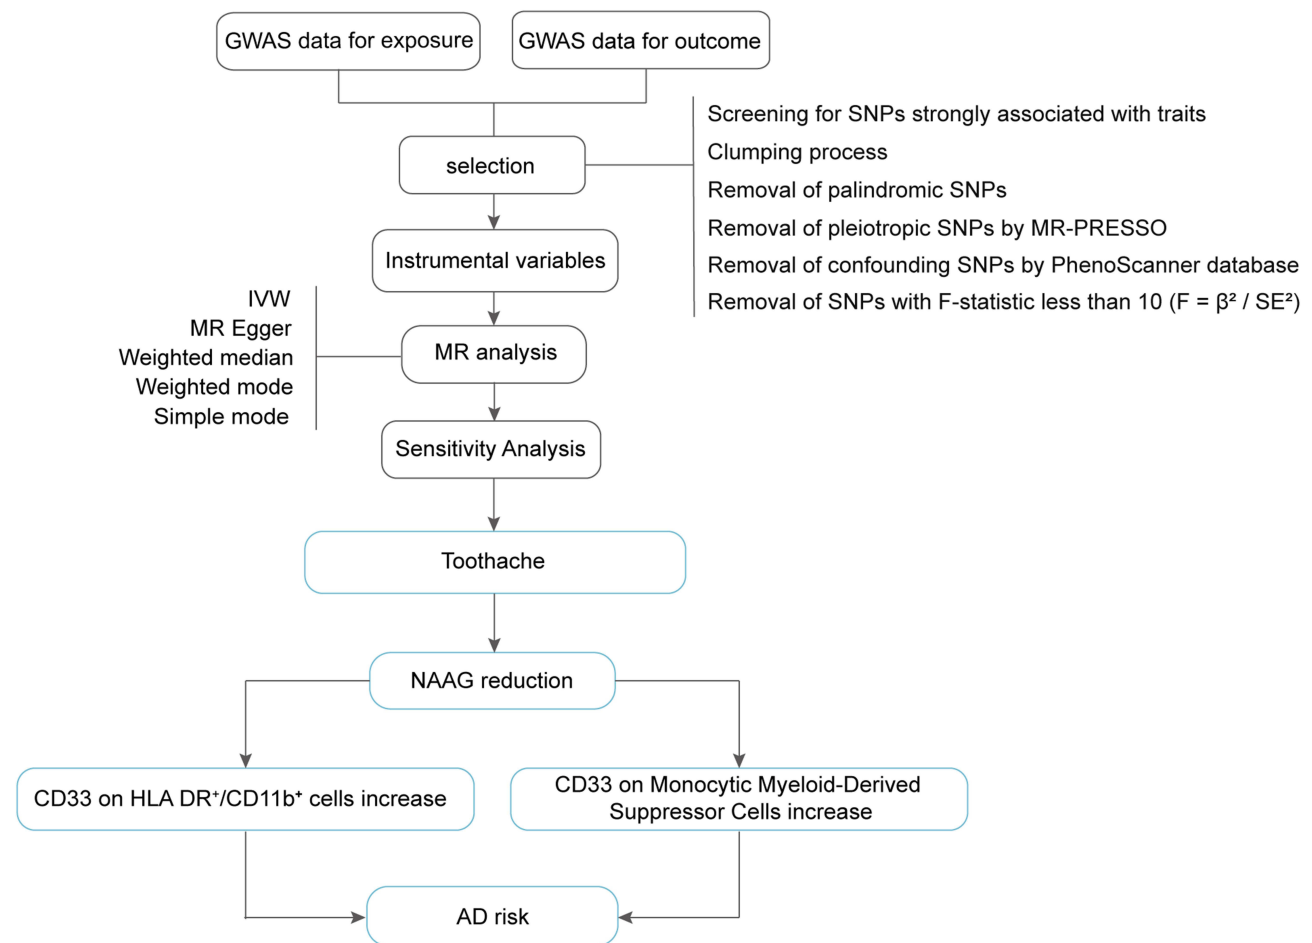 GWAS data for exposure
GWAS data for outcome
selection
Screening for SNPs strongly associated with traits
Clumping process
Removal of palindromic SNPs
Removal of pleiotropic SNPs by MR-PRESSO
Removal of confounding SNPs by PhenoScanner database
Removal of SNPs with F-statistic less than 10 (F = β² / SE²)
Instrumental variables
IVW
MR Egger
Weighted median
Weighted mode
Simple mode
MR analysis
Sensitivity Analysis
Toothache
NAAG reduction
CD33 on HLA DR⁺/CD11b⁺ cells increase
CD33 on Monocytic Myeloid-Derived
Suppressor Cells increase
AD risk